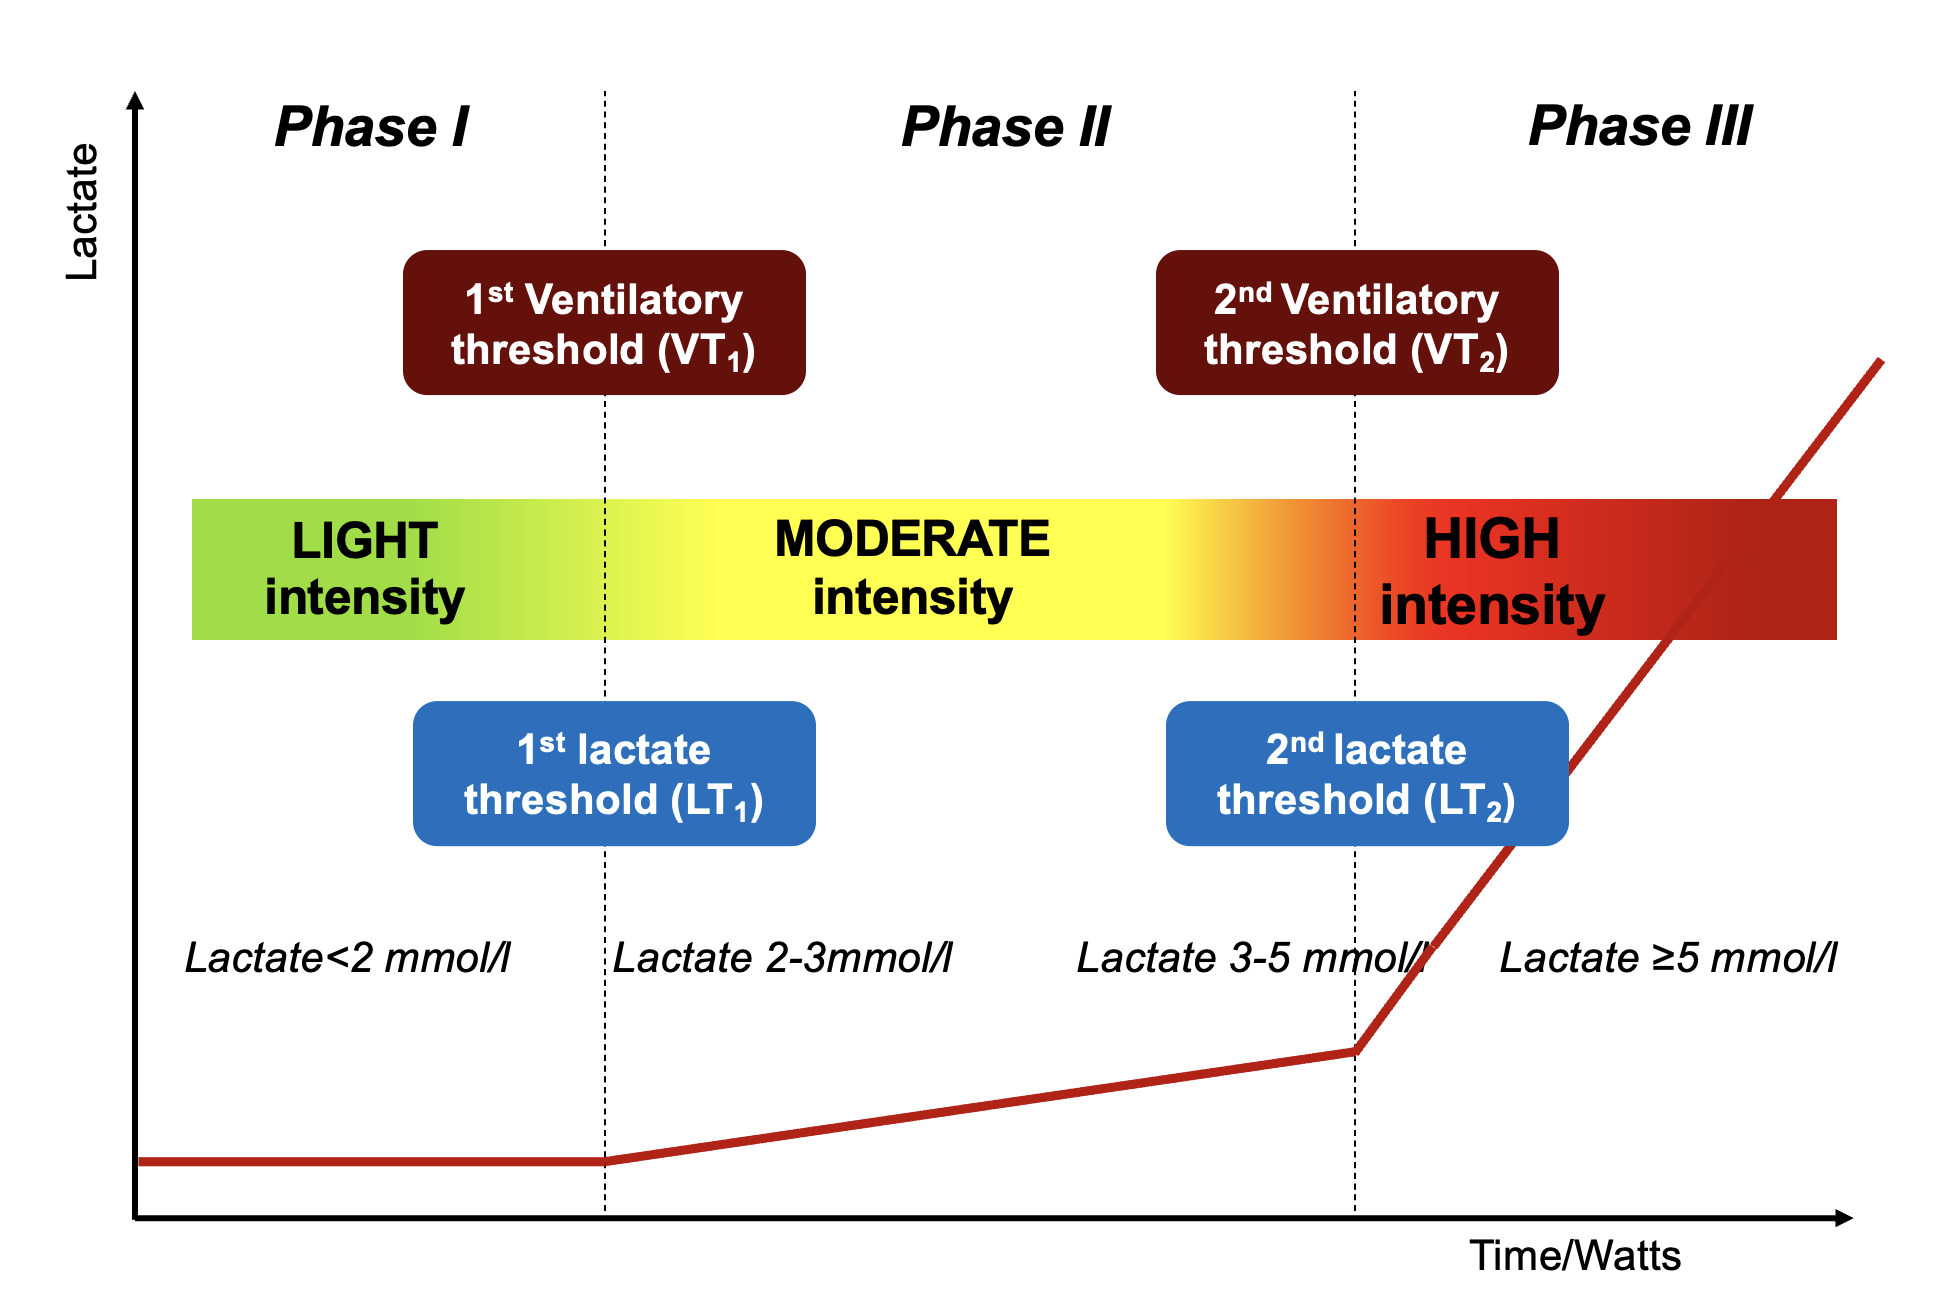 Phase I
Phase II
Phase III
Lactate
1st Ventilatory
threshold (VT1)
2nd Ventilatory
threshold (VT2)
LIGHT
intensity
MODERATE
intensity
HIGH
intensity
1st lactate
threshold (LT1)
2nd lactate
threshold (LT2)
Lactate<2 mmol/l
Lactate 2-3mmol/l
Lactate 3-5 mmol/l
Lactate ≥5 mmol/l
Time/Watts